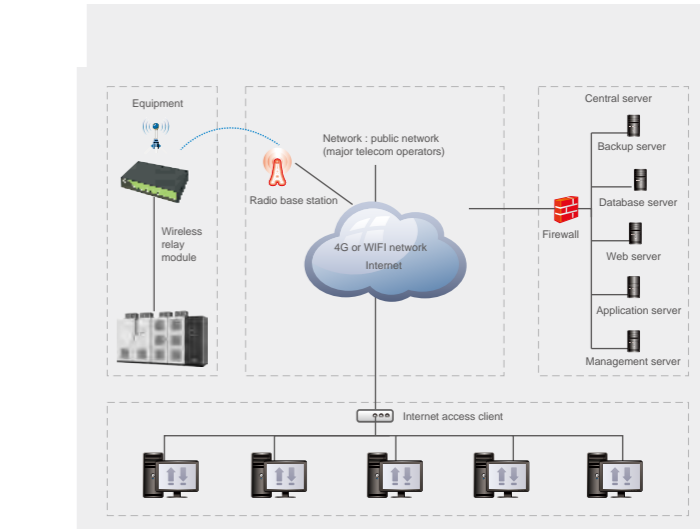 Equipment
Wireless
relay
module
Network : public network
(major telecom operators)
Radio base station
4G or WIFI network
Internet
Central server
Backup server
Database server
Firewall
Web server
Application server
Management server
Internet access client